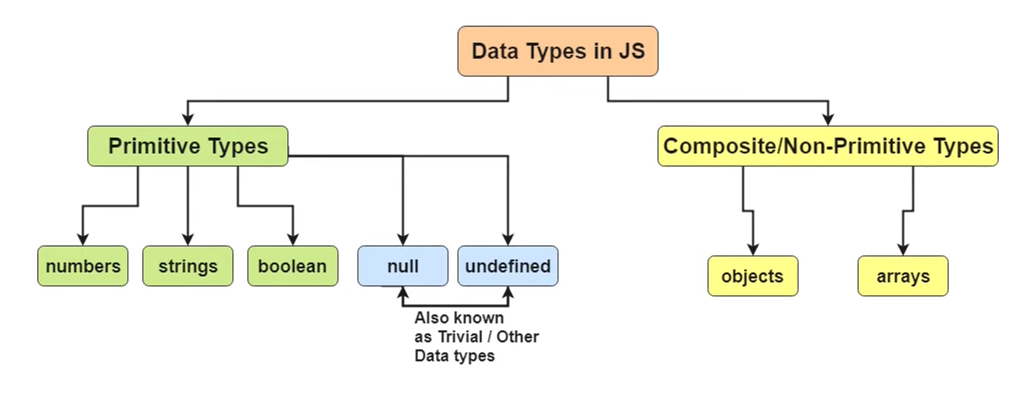 Data Types in JS
Primitive Types
Composite/Non-Primitive Types
numbers
strings
boolean
null
undefined
objects
arrays
Also known
as Trivial / Other
Data types